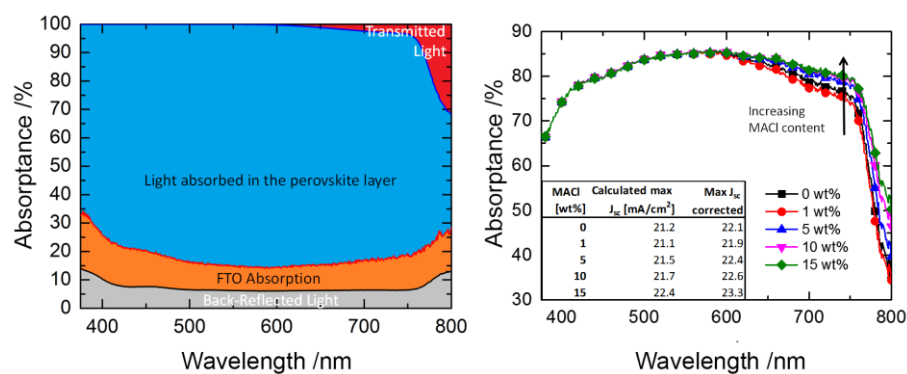 Absorptance /%
100
90
80
70
60
50
40
30
20
10
0
Transmitted
Light
Light absorbed in the perovskite layer
FTO Absorption
Back-Reflected Light
400 500 600 700 800
Wavelength /nm
Absorptance /%
90
80
70
60
50
40
30
Increasing
MACl content
MACl Calculated max Max Jsc
[wt%] Jsc [mA/cm²] corrected
0 21.2 22.1
1 21.1 21.9
5 21.5 22.4
10 21.7 22.6
15 22.4 23.3
0 wt%
1 wt%
5 wt%
10 wt%
15 wt%
400 500 600 700 800
Wavelength /nm